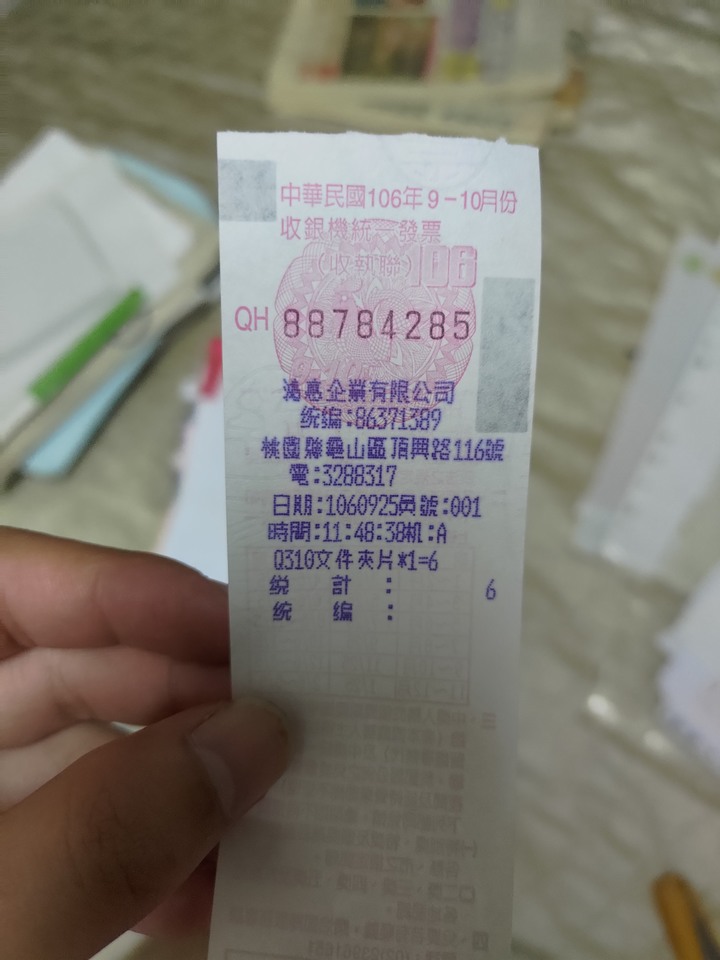 中華民國106年9-10月份
收銀機統一發票
(收執聯)106
QH 88784285
鴻惠企業有限公司
統編:86371389
桃園縣龜山區頂興路116號
電:3288317
日期:1060925員號:001
時間:11:48:38机:A
Q310文件夾片*1=6
總 計 : 6
統 編 :